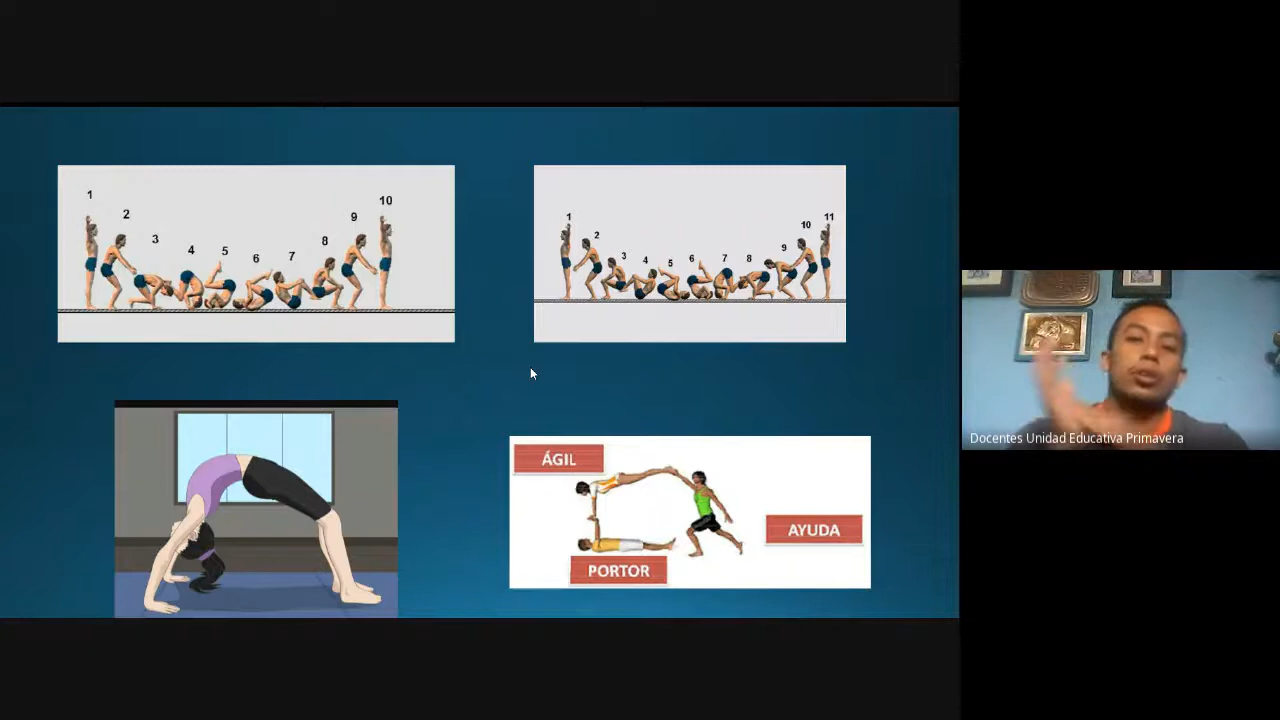 1 2 3 4 5 6 7 8 9 10
1 2 3 4 5 6 7 8 9 10 11
ÁGIL
AYUDA
PORTOR
Docentes Unidad Educativa Primavera